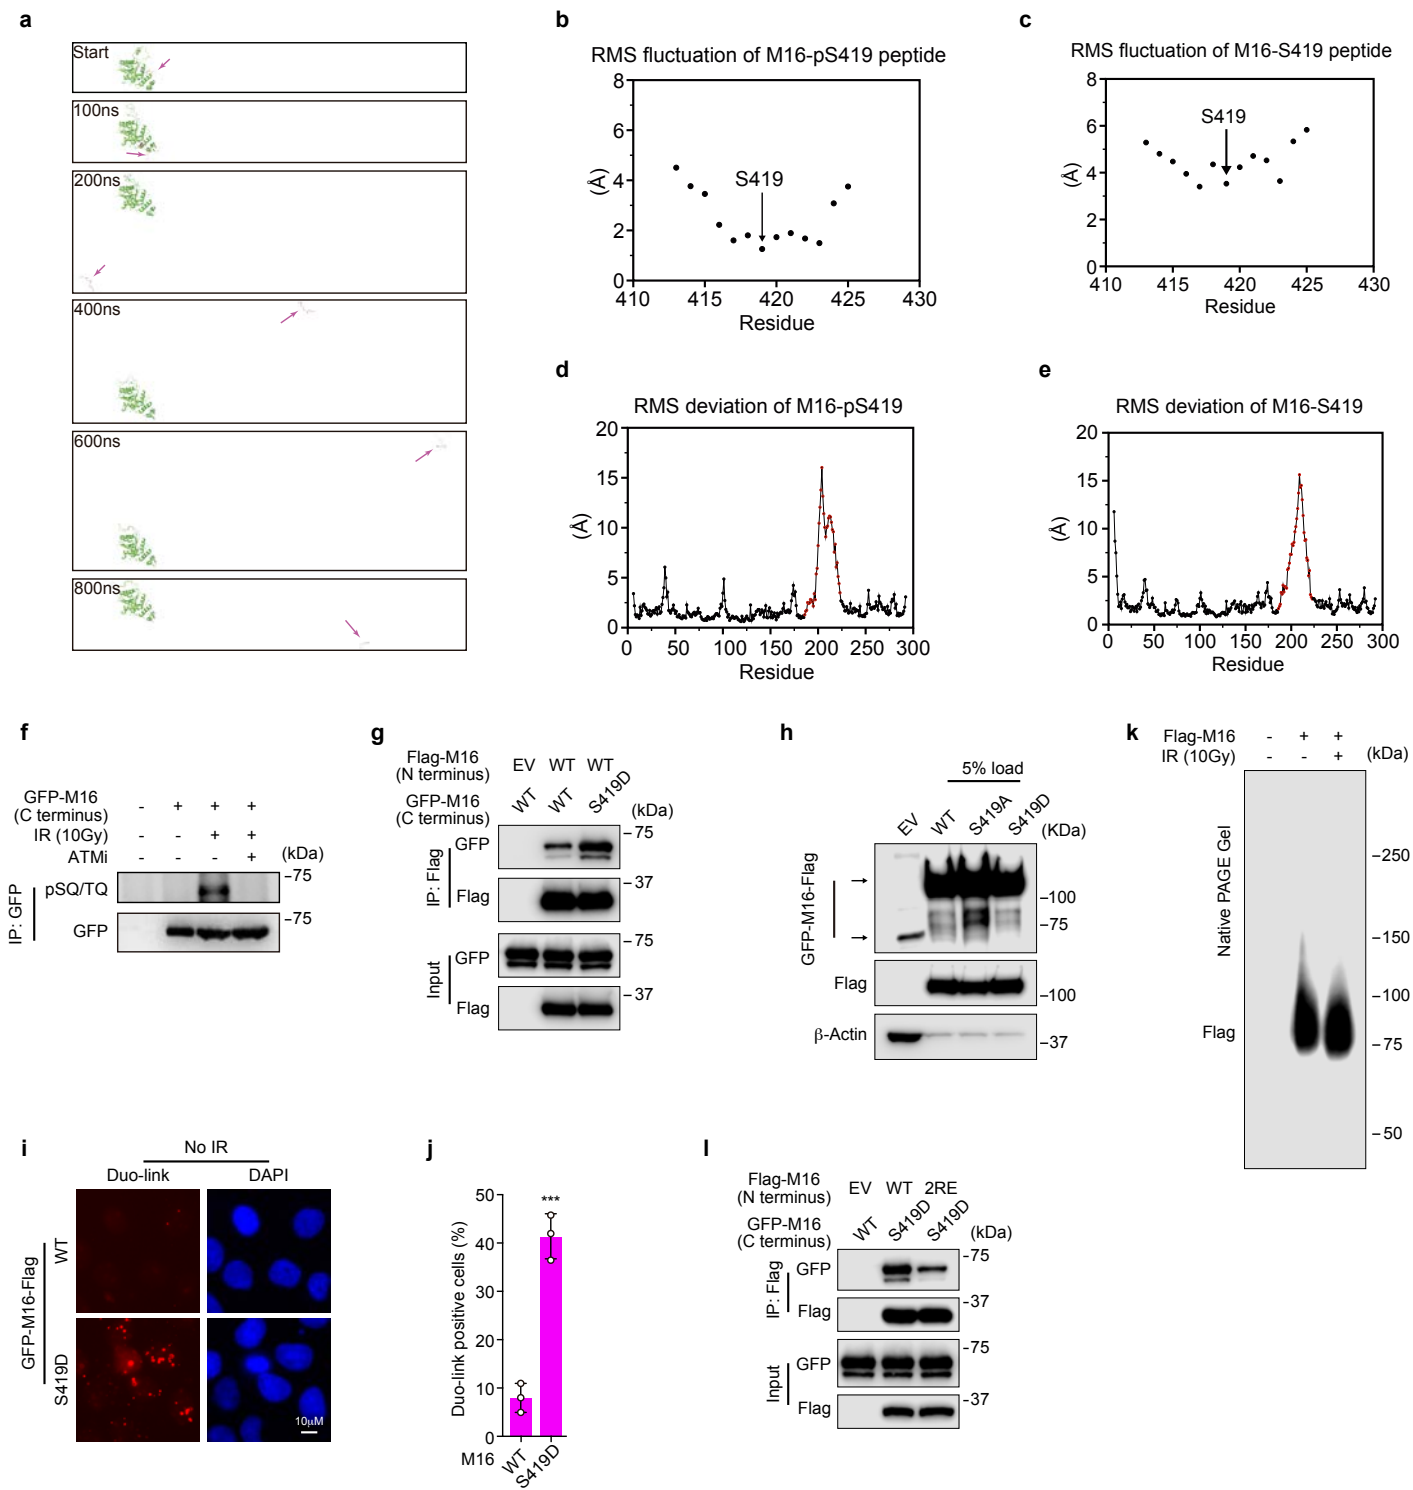 a
Start
100ns
200ns
400ns
600ns
800ns
b
RMS fluctuation of M16-pS419 peptide
8
6
4
2
0
(Å)
S419
410 415 420 425 430
Residue
c
RMS fluctuation of M16-S419 peptide
8
6
4
2
0
(Å)
S419
410 415 420 425 430
Residue
d
RMS deviation of M16-pS419
20
15
10
5
0
(Å)
0 50 100 150 200 250 300
Residue
e
RMS deviation of M16-S419
20
15
10
5
0
(Å)
0 50 100 150 200 250 300
Residue
f
GFP-M16
(C terminus)
- + + +
IR (10Gy) - - + +
ATMi - - - + (kDa)
IP: GFP
pSQ/TQ
-75
GFP
-75
g
Flag-M16
(N terminus)
EV WT WT
GFP-M16
(C terminus)
WT WT S419D
(kDa)
IP: Flag
GFP
-75
Flag
-37
Input
GFP
-75
Flag
-37
h
5% load
EV WT S419A S419D
(KDa)
GFP-M16-Flag
-100
-75
Flag
-100
β-Actin
-37
k
Flag-M16 - + +
IR (10Gy) - - + (kDa)
Native PAGE Gel
Flag
-250
-150
-100
-75
-50
i
No IR
Duo-link DAPI
GFP-M16-Flag
WT
S419D
10μM
j
Duo-link positive cells (%)
50
40
30
20
10
0
***
M16 WT S419D
l
Flag-M16
(N terminus)
EV WT 2RE
GFP-M16
(C terminus)
WT S419D S419D
(kDa)
IP: Flag
GFP
-75
Flag
-37
Input
GFP
-75
Flag
-37